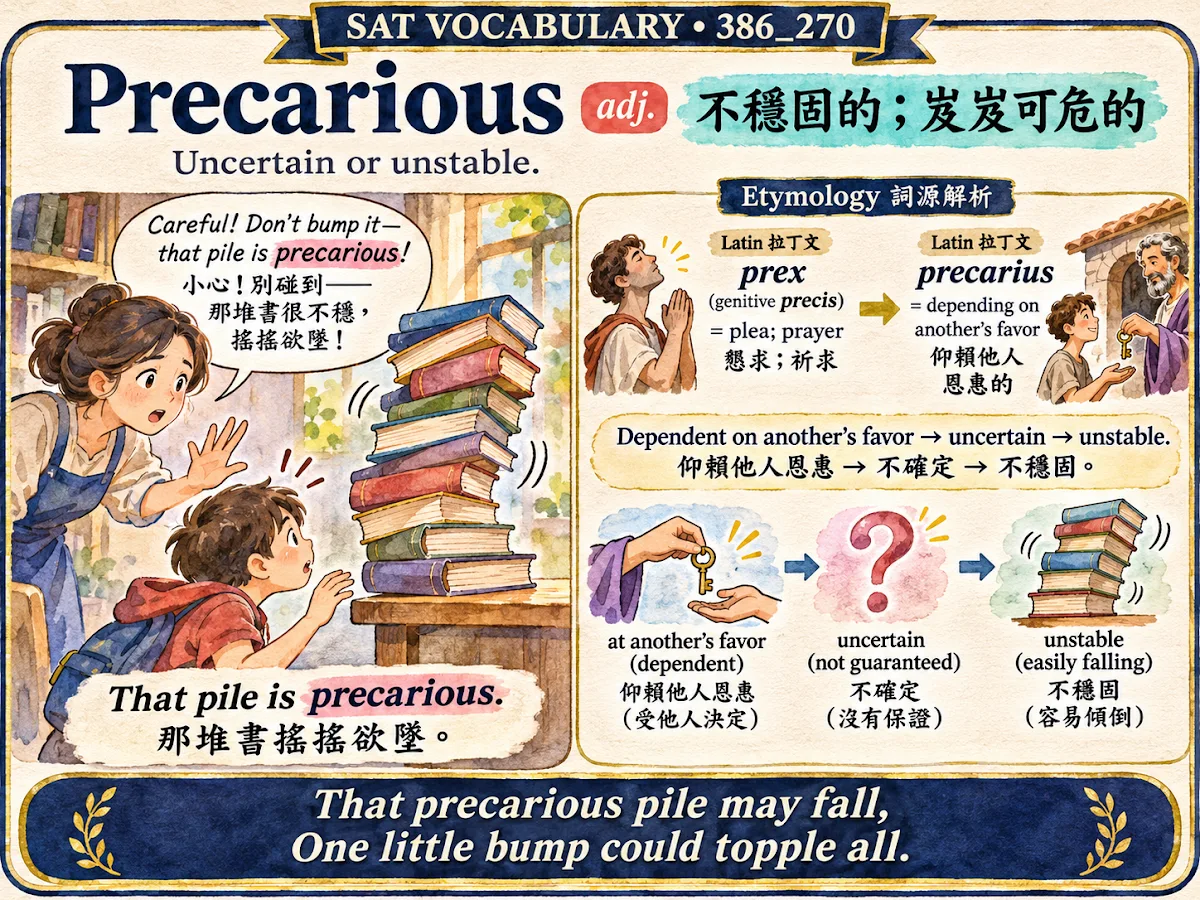 SAT VOCABULARY • 386_270
Precarious
adj.
不穩固的；岌岌可危的
Uncertain or unstable.
Careful! Don't bump it—
that pile is precarious!
小心！別碰到——
那堆書很不穩，
搖搖欲墜！
That pile is precarious.
那堆書搖搖欲墜。
Etymology 詞源解析
Latin 拉丁文
prex
(genitive precis)
= plea; prayer
懇求；祈求
Latin 拉丁文
precarius
= depending on
another's favor
仰賴他人
恩惠的
Dependent on another's favor → uncertain → unstable.
仰賴他人恩惠 → 不確定 → 不穩固。
at another's favor
(dependent)
仰賴他人恩惠
（受他人決定）
?
uncertain
(not guaranteed)
不確定
（沒有保證）
unstable
(easily falling)
不穩固
（容易傾倒）
That precarious pile may fall,
One little bump could topple all.